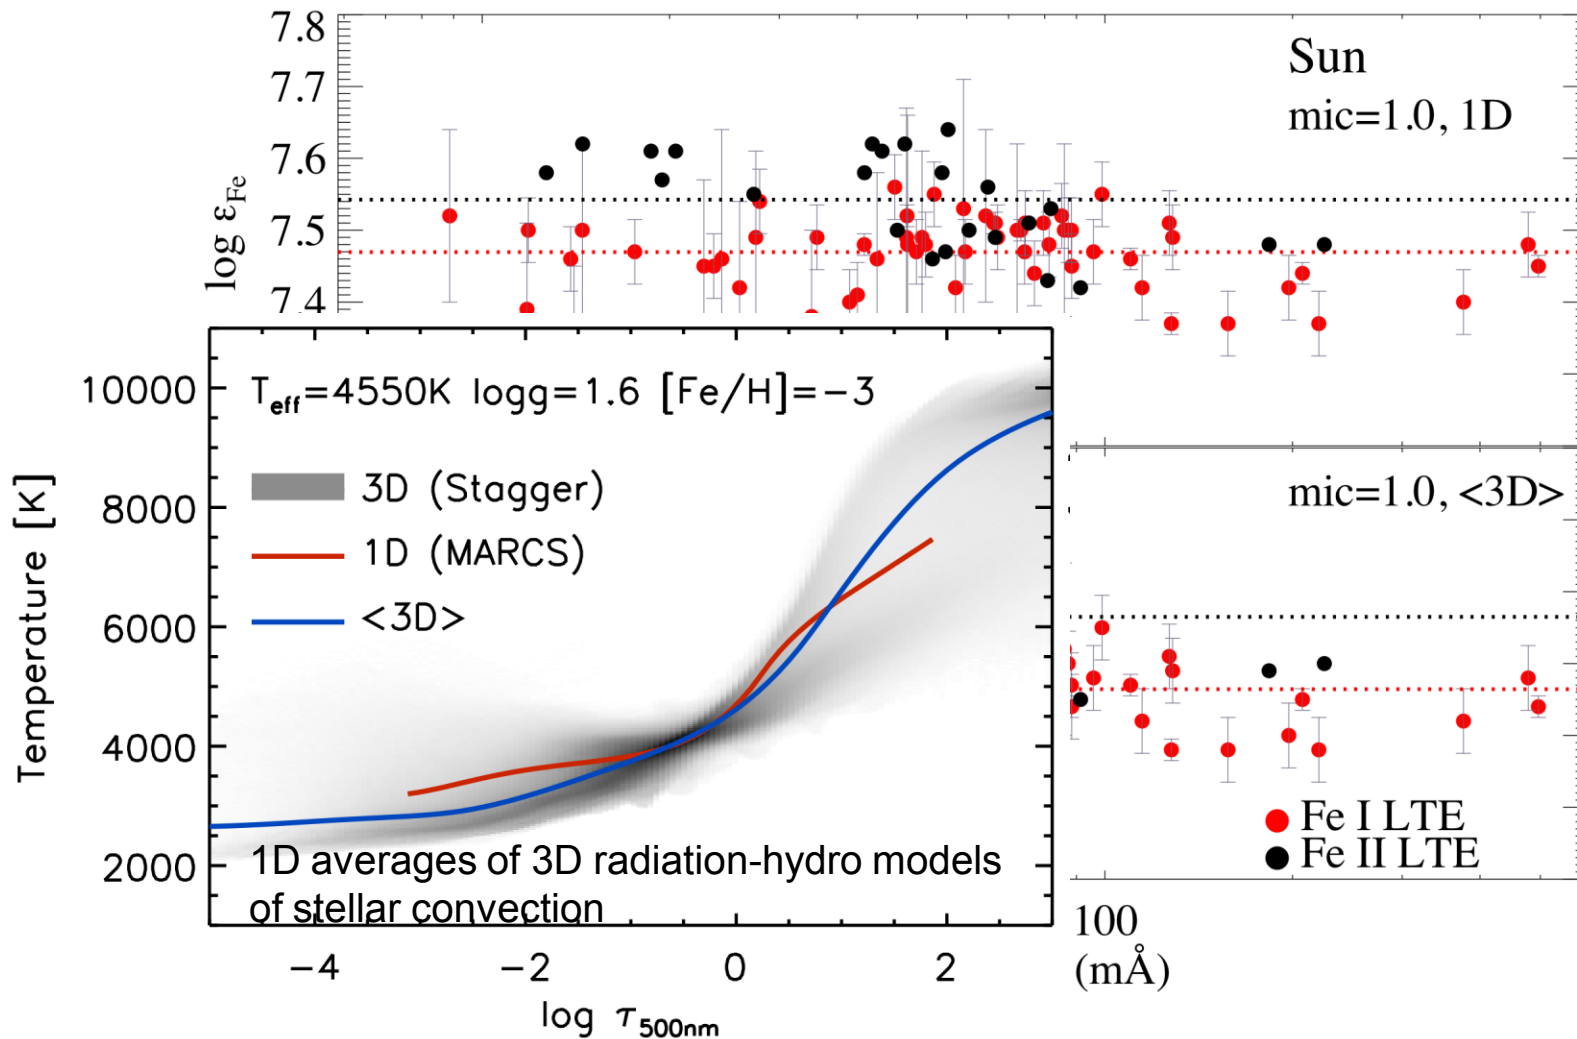 7.8
7.7
7.6
7.5
7.4
log ε_Fe
Sun
mic=1.0, 1D
10000
8000
6000
4000
2000
Temperature [K]
T_eff=4550K logg=1.6 [Fe/H]=−3
3D (Stagger)
1D (MARCS)
<3D>
1D averages of 3D radiation-hydro models
of stellar convection
−4 −2 0 2
log τ_500nm
mic=1.0, <3D>
Fe I LTE
Fe II LTE
100
(mÅ)